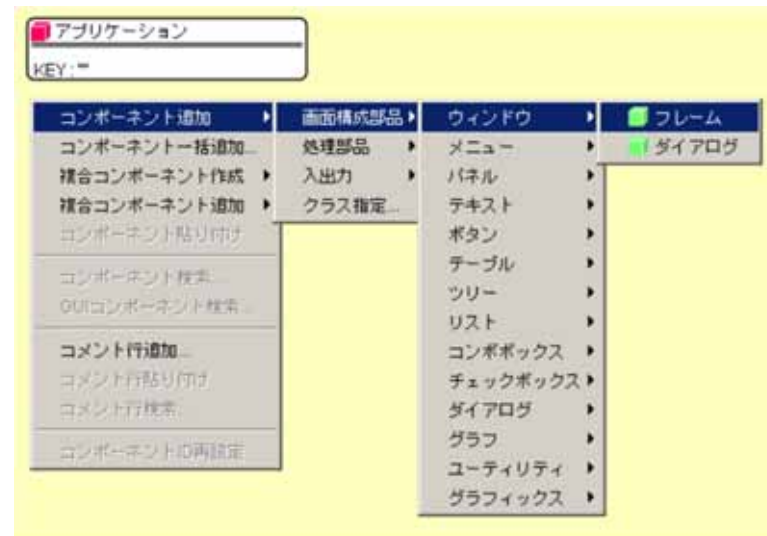 アプリケーション
KEY:""
コンポーネント追加
コンポーネント一括追加...
複合コンポーネント作成
複合コンポーネント追加
コンポーネント貼り付け
コンポーネント検索...
GUIコンポーネント検索...
コメント行追加...
コメント行貼り付け
コメント行検索...
コンポーネントID再設定
画面構成部品
処理部品
入出力
クラス指定...
ウィンドウ
メニュー
パネル
テキスト
ボタン
テーブル
ツリー
リスト
コンボボックス
チェックボックス
ダイアログ
グラフ
ユーティリティ
グラフィックス
フレーム
ダイアログ